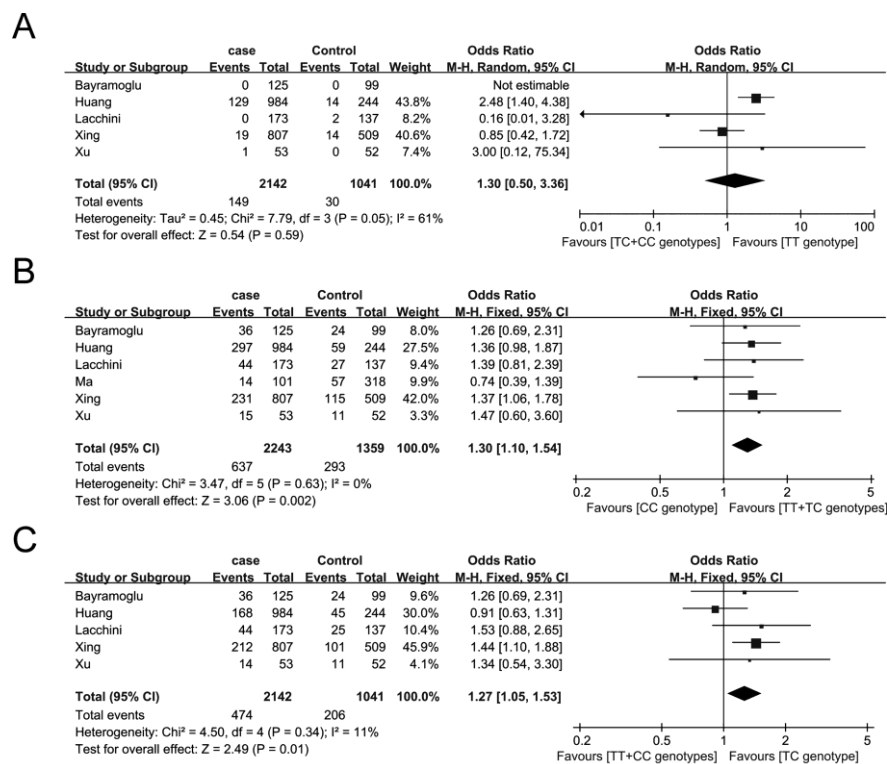 A
case Control Odds Ratio Odds Ratio
Study or Subgroup Events Total Events Total Weight M-H, Random, 95% CI M-H, Random, 95% CI
Bayramoglu 0 125 0 99 Not estimable
Huang 129 984 14 244 43.8% 2.48 [1.40, 4.38]
Lacchini 0 173 2 137 8.2% 0.16 [0.01, 3.28]
Xing 19 807 14 509 40.6% 0.85 [0.42, 1.72]
Xu 1 53 0 52 7.4% 3.00 [0.12, 75.34]
Total (95% CI) 2142 1041 100.0% 1.30 [0.50, 3.36]
Total events 149 30
Heterogeneity: Tau² = 0.45; Chi² = 7.79, df = 3 (P = 0.05); I² = 61%
Test for overall effect: Z = 0.54 (P = 0.59)
0.01 0.1 1 10 100
Favours [TC+CC genotypes] Favours [TT genotype]
B
case Control Odds Ratio Odds Ratio
Study or Subgroup Events Total Events Total Weight M-H, Fixed, 95% CI M-H, Fixed, 95% CI
Bayramoglu 36 125 24 99 8.0% 1.26 [0.69, 2.31]
Huang 297 984 59 244 27.5% 1.36 [0.98, 1.87]
Lacchini 44 173 27 137 9.4% 1.39 [0.81, 2.39]
Ma 14 101 57 318 9.9% 0.74 [0.39, 1.39]
Xing 231 807 115 509 42.0% 1.37 [1.06, 1.78]
Xu 15 53 11 52 3.3% 1.47 [0.60, 3.60]
Total (95% CI) 2243 1359 100.0% 1.30 [1.10, 1.54]
Total events 637 293
Heterogeneity: Chi² = 3.47, df = 5 (P = 0.63); I² = 0%
Test for overall effect: Z = 3.06 (P = 0.002)
0.2 0.5 1 2 5
Favours [CC genotype] Favours [TT+TC genotypes]
C
case Control Odds Ratio Odds Ratio
Study or Subgroup Events Total Events Total Weight M-H, Fixed, 95% CI M-H, Fixed, 95% CI
Bayramoglu 36 125 24 99 9.6% 1.26 [0.69, 2.31]
Huang 168 984 45 244 30.0% 0.91 [0.63, 1.31]
Lacchini 44 173 25 137 10.4% 1.53 [0.88, 2.65]
Xing 212 807 101 509 45.9% 1.44 [1.10, 1.88]
Xu 14 53 11 52 4.1% 1.34 [0.54, 3.30]
Total (95% CI) 2142 1041 100.0% 1.27 [1.05, 1.53]
Total events 474 206
Heterogeneity: Chi² = 4.50, df = 4 (P = 0.34); I² = 11%
Test for overall effect: Z = 2.49 (P = 0.01)
0.2 0.5 1 2 5
Favours [TT+CC genotypes] Favours [TC genotype]